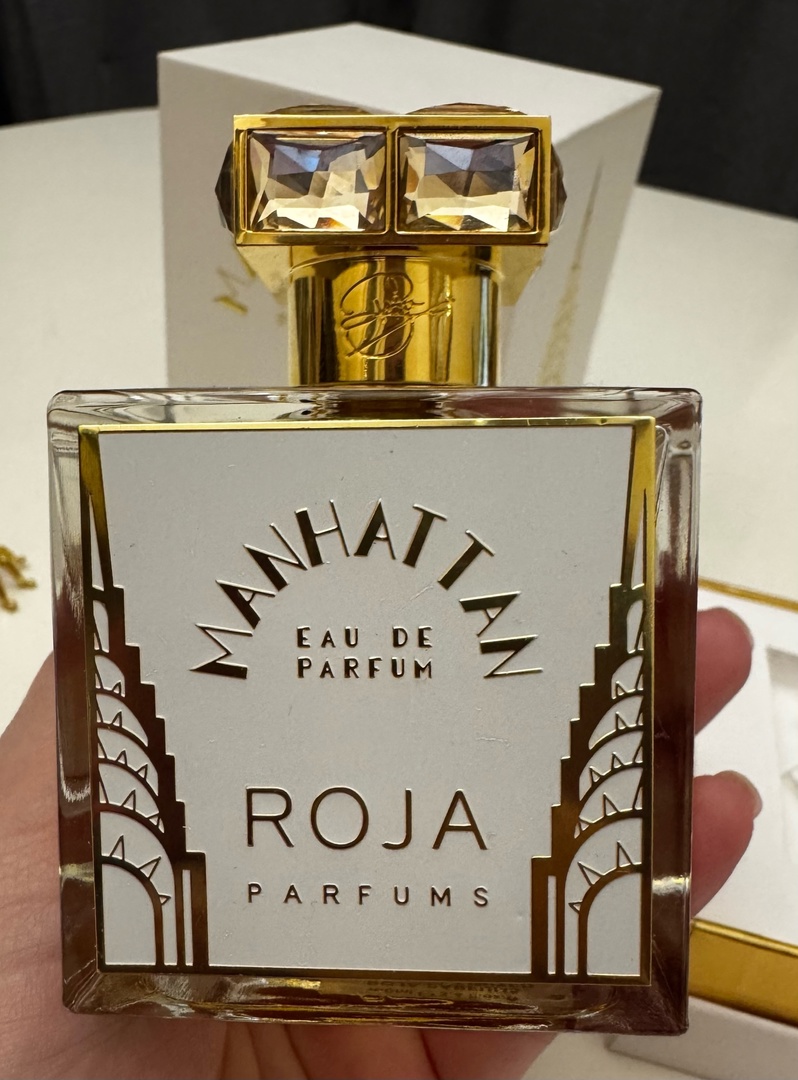 MANHATTAN
EAU DE
PARFUM
ROJA
PARFUMS